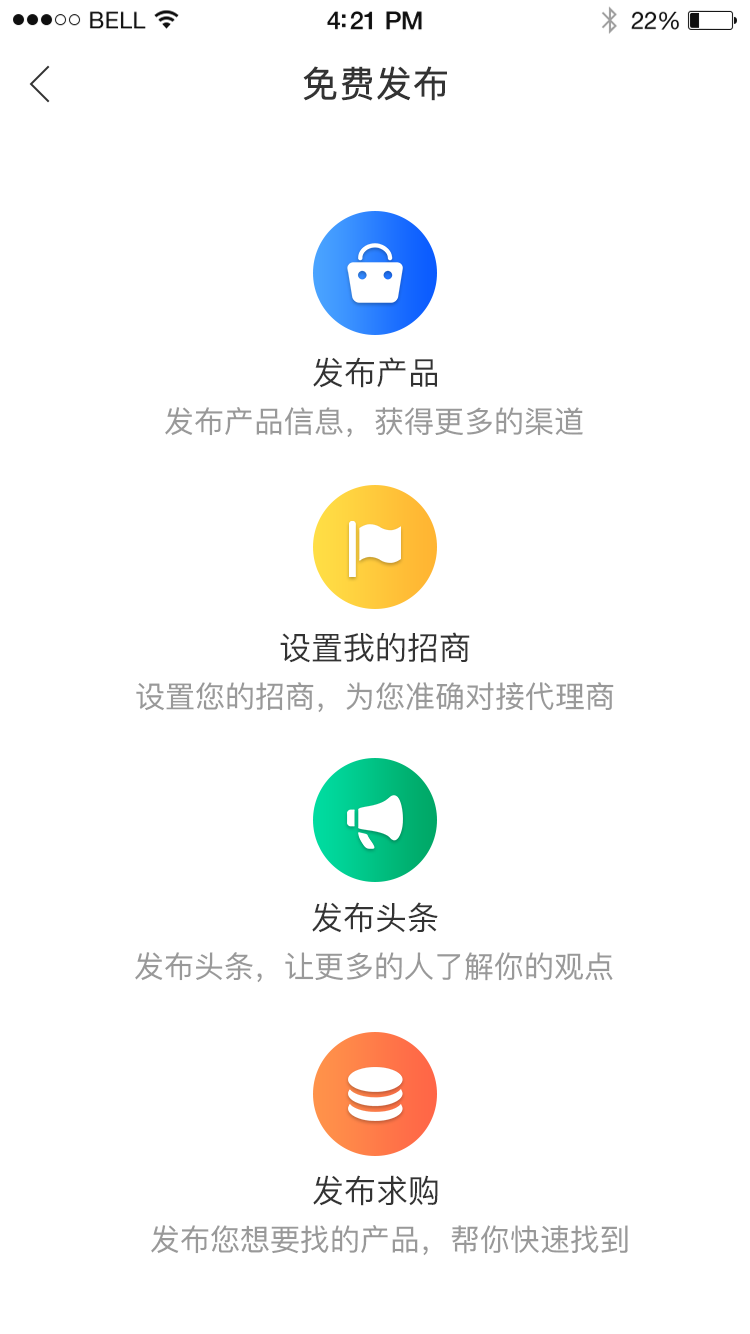 BELL 4:21 PM 22%
免费发布
发布产品
发布产品信息，获得更多的渠道
设置我的招商
设置您的招商，为您准确对接代理商
发布头条
发布头条，让更多的人了解你的观点
发布求购
发布您想要找的产品，帮你快速找到